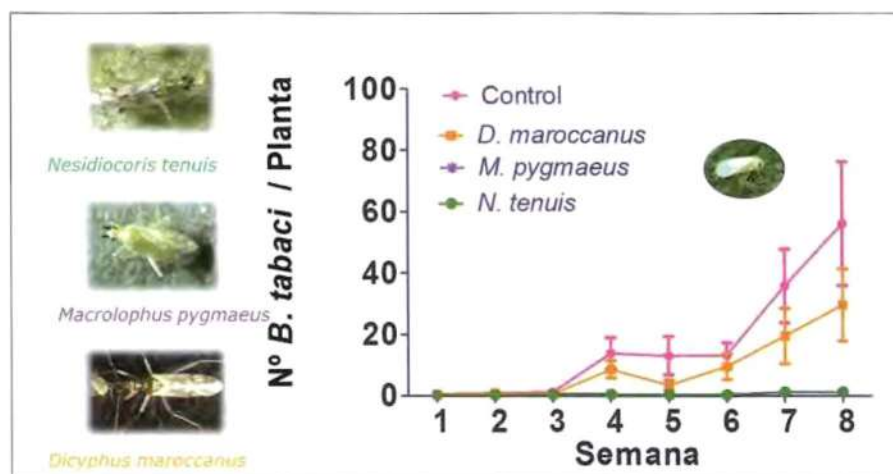 Nesidiocoris tenuis
Macrolophus pygmaeus
Dicyphus maroccanus
Nº B. tabaci / Planta
100
80
60
40
20
0
Control
D. maroccanus
M. pygmaeus
N. tenuis
1 2 3 4 5 6 7 8
Semana